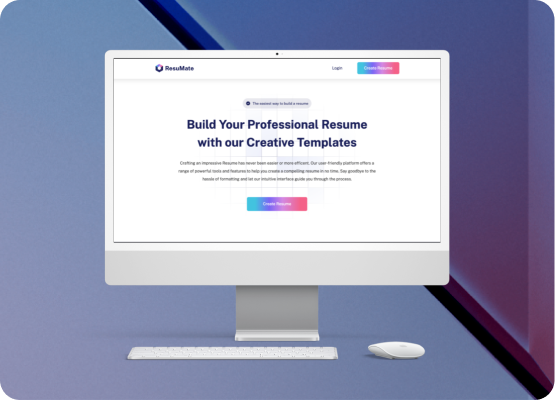 ResuMate
Login
Create Resume
The easiest way to build a resume
Build Your Professional Resume
with our Creative Templates
Crafting an impressive Resume has never been easier or more efficient. Our user-friendly platform offers a
range of powerful tools and features to help you create a compelling resume in no time. Say goodbye to the
hassle of formatting and let our intuitive interface guide you through the process.
Create Resume